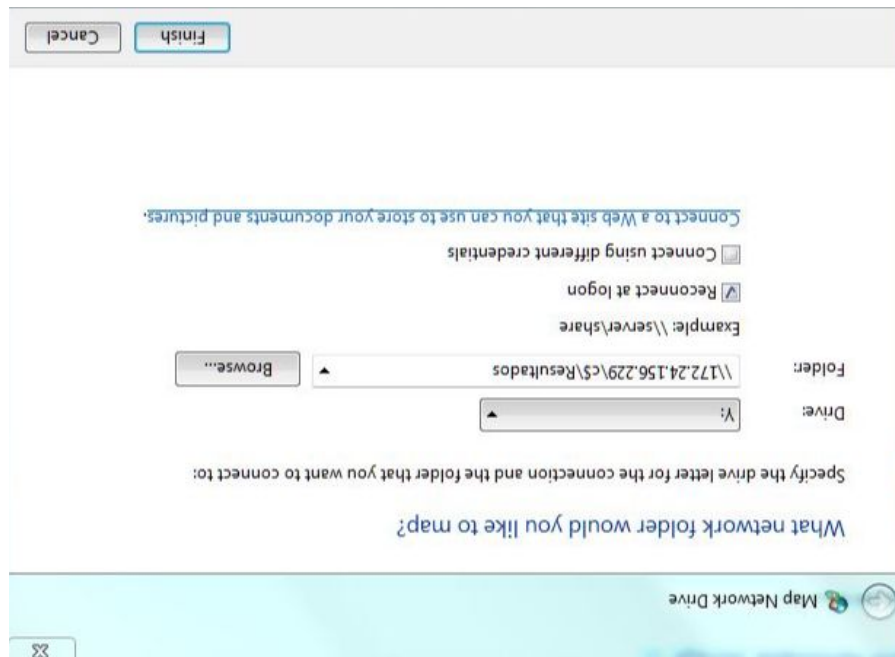 Map Network Drive
What network folder would you like to map?
Specify the drive letter for the connection and the folder that you want to connect to:
Drive: Y:
Folder: \\172.24.156.229\c$\Resultados Browse...
Example: \\server\share
Reconnect at logon
Connect using different credentials
Connect to a Web site that you can use to store your documents and pictures.
Finish Cancel